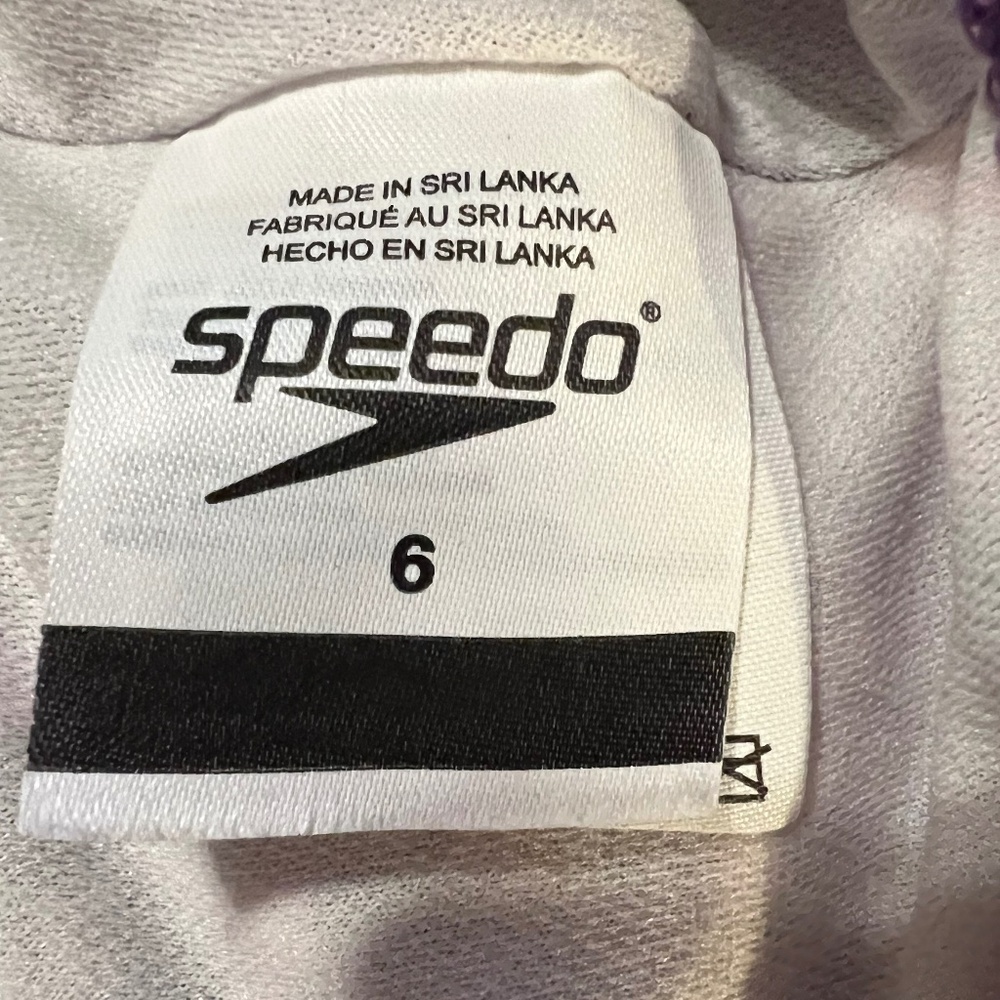 MADE IN SRI LANKA
FABRIQUÉ AU SRI LANKA
HECHO EN SRI LANKA
speedo®
6